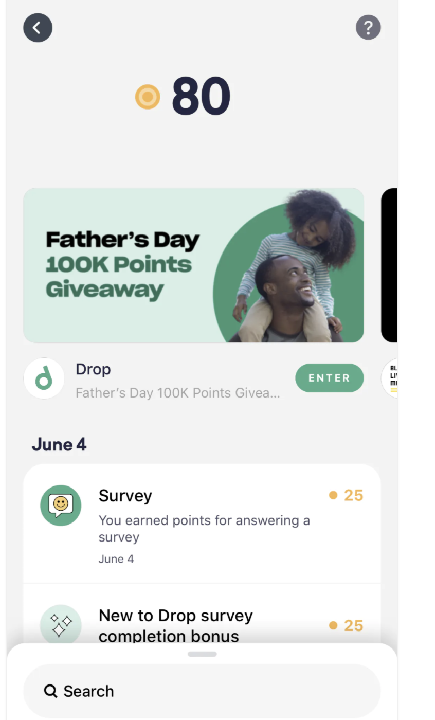 ?
80
Father's Day
100K Points
Giveaway
Drop
Father's Day 100K Points Givea...
ENTER
June 4
Survey
25
You earned points for answering a
survey
June 4
New to Drop survey
completion bonus
25
Search